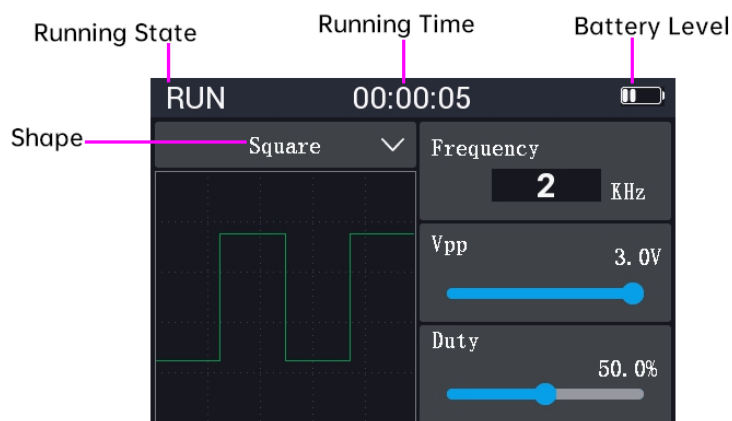 Running State
Running Time
Battery Level
RUN
00:00:05
Shape
Square
Frequency
2 KHz
Vpp
3.0V
Duty
50.0%